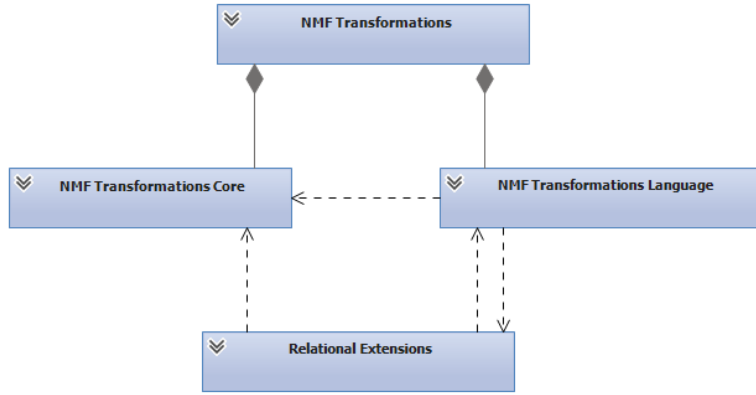 NMF Transformations
NMF Transformations Core
NMF Transformations Language
Relational Extensions